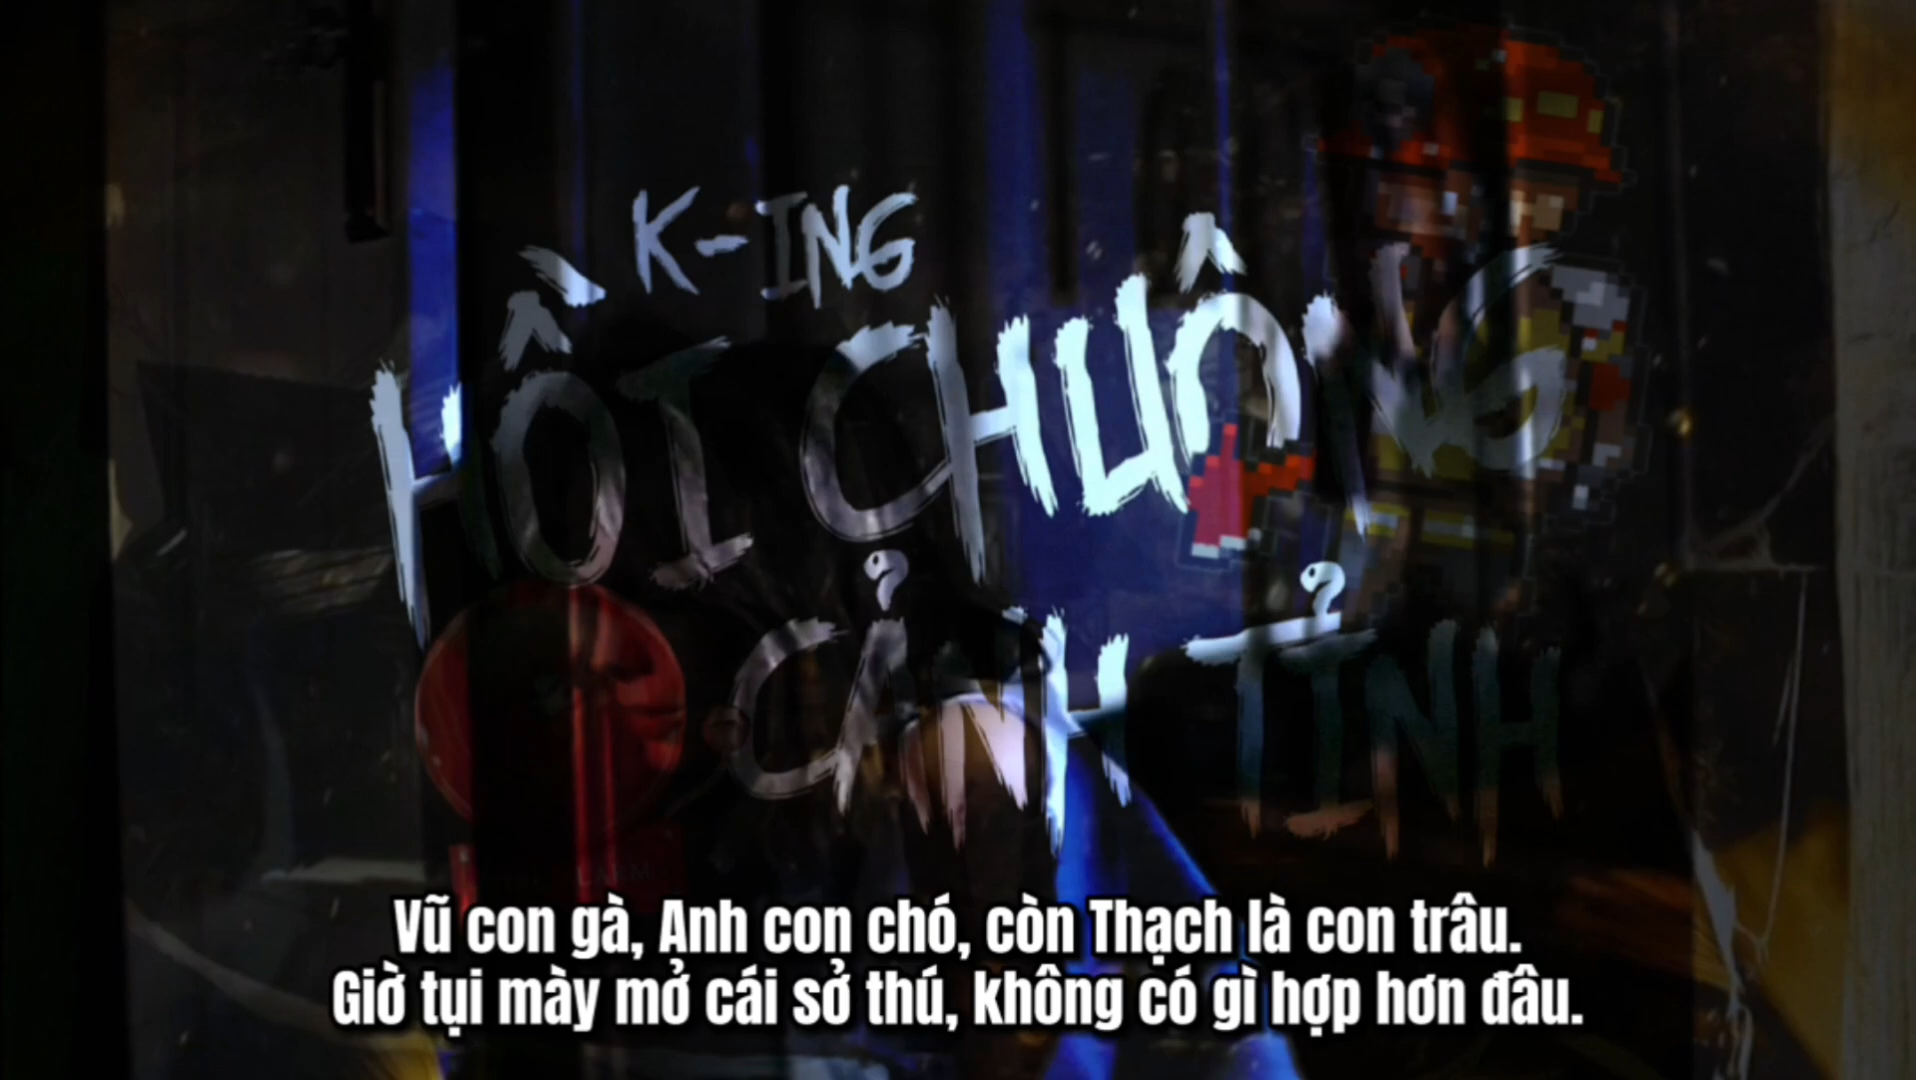 K-ING
HỒI CHUÔNG
CẢNH TỈNH
Vũ con gà, Anh con chó, còn Thạch là con trâu.
Giờ tụi mày mở cái sở thú, không có gì hợp hơn đâu.